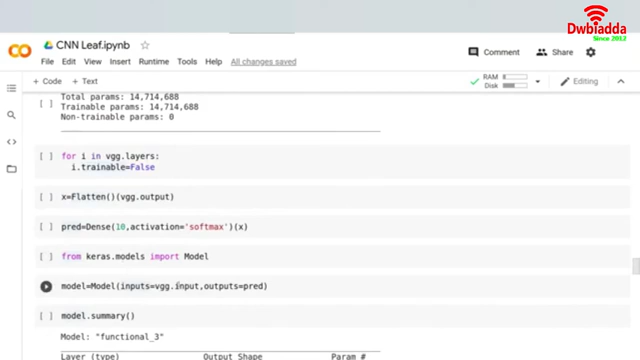 Dwbiadda
Since 2012
CNN Leaf.ipynb
File Edit View Insert Runtime Tools Help All changes saved
Comment Share
+ Code + Text
RAM
Disk
Editing
Total params: 14,714,688
Trainable params: 14,714,688
Non-trainable params: 0
[ ] for i in vgg.layers:
i.trainable=False
[ ] x=Flatten()(vgg.output)
[ ] pred=Dense(10,activation='softmax')(x)
[ ] from keras.models import Model
model=Model(inputs=vgg.input,outputs=pred)
[ ] model.summary()
Model: "functional_3"
Layer (type) Output Shape Param #